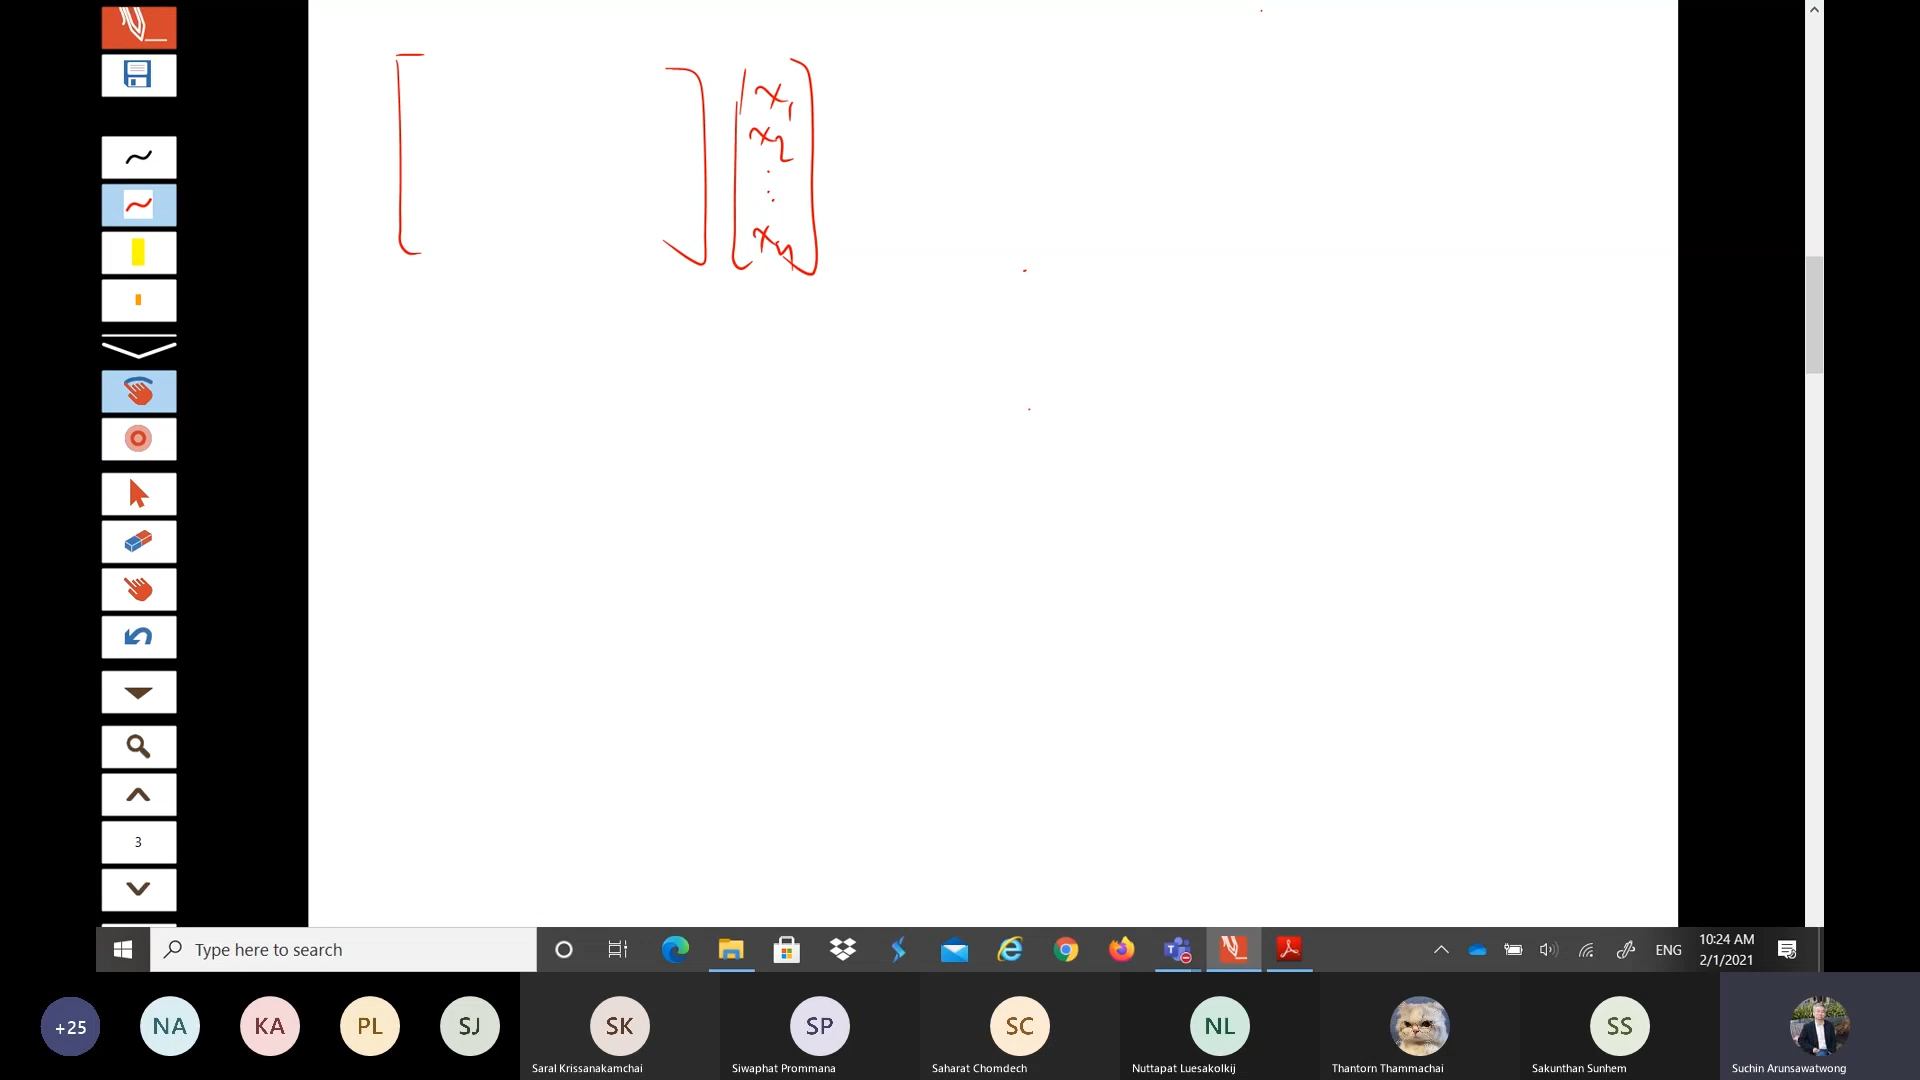 x1
x2
⋮
xn
3
Type here to search
ENG
10:24 AM
2/1/2021
+25
NA
KA
PL
SJ
SK
SP
SC
NL
SS
Saral Krissanakamchai
Siwaphat Prommana
Saharat Chomdech
Nuttapat Luesakolkij
Thantorn Thammachai
Sakunthan Sunhem
Suchin Arunsawatwong